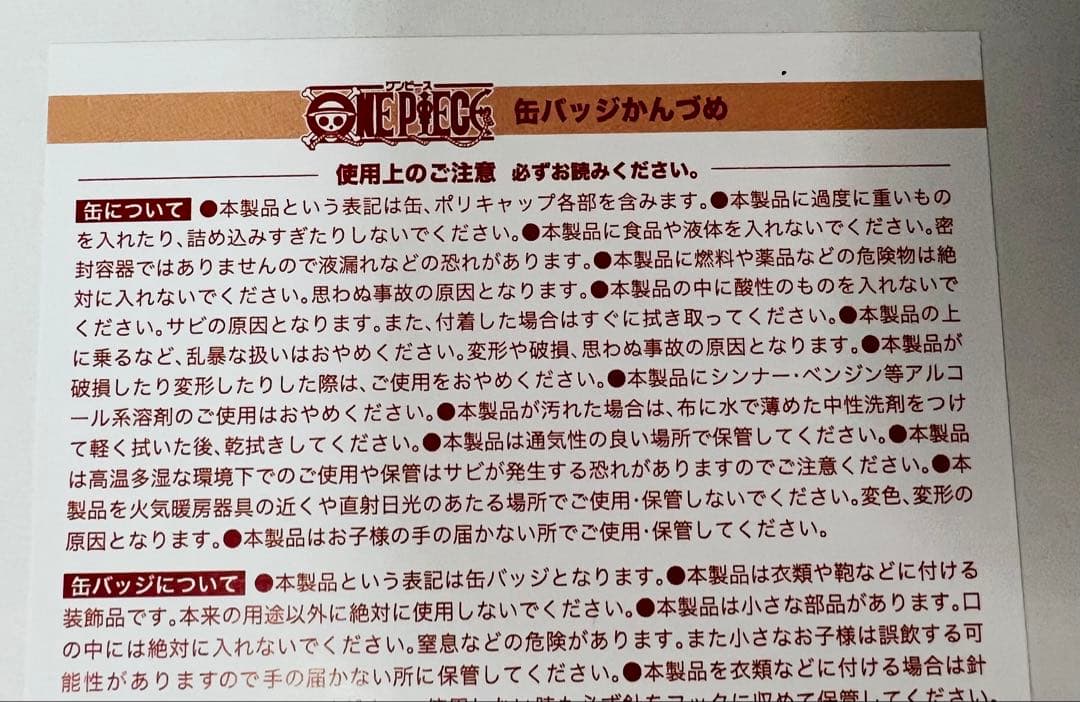 ワンピース
ONE PIECE 缶バッジかんづめ
使用上のご注意 必ずお読みください。
缶について ●本製品という表記は缶、ポリキャップ各部を含みます。●本製品に過度に重いもの
を入れたり、詰め込みすぎたりしないでください。●本製品に食品や液体を入れないでください。密
封容器ではありませんので液漏れなどの恐れがあります。●本製品に燃料や薬品などの危険物は絶
対に入れないでください。思わぬ事故の原因となります。●本製品の中に酸性のものを入れないで
ください。サビの原因となります。また、付着した場合はすぐに拭き取ってください。●本製品の上
に乗るなど、乱暴な扱いはおやめください。変形や破損、思わぬ事故の原因となります。●本製品が
破損したり変形したりした際は、ご使用をおやめください。●本製品にシンナー・ベンジン等アルコ
ール系溶剤のご使用はおやめください。●本製品が汚れた場合は、布に水で薄めた中性洗剤をつけ
て軽く拭いた後、乾拭きしてください。●本製品は通気性の良い場所で保管してください。●本製品
は高温多湿な環境下でのご使用や保管はサビが発生する恐れがありますのでご注意ください。●本
製品を火気暖房器具の近くや直射日光のあたる場所でご使用・保管しないでください。変色、変形の
原因となります。●本製品はお子様の手の届かない所でご使用・保管してください。
缶バッジについて ●本製品という表記は缶バッジとなります。●本製品は衣類や鞄などに付ける
装飾品です。本来の用途以外に絶対に使用しないでください。●本製品は小さな部品があります。口
の中には絶対に入れないでください。窒息などの危険があります。また小さなお子様は誤飲する可
能性がありますので手の届かない所に保管してください。●本製品を衣類などに付ける場合は針
使用しない時も必ず針をフックに収めて保管してください。